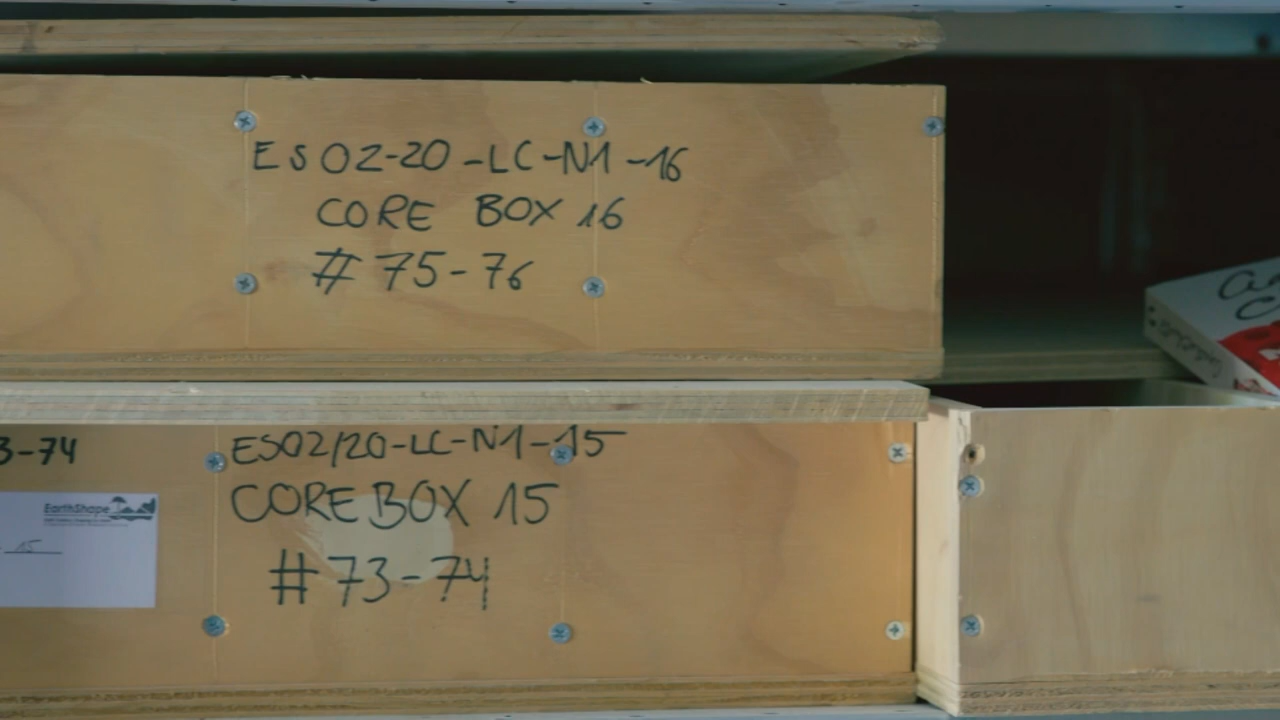 ES02-20-LC-N1-16
CORE BOX 16
# 75-76
3-74
ES02/20-LC-N1-15
CORE BOX 15
#73-74
EarthShape
15